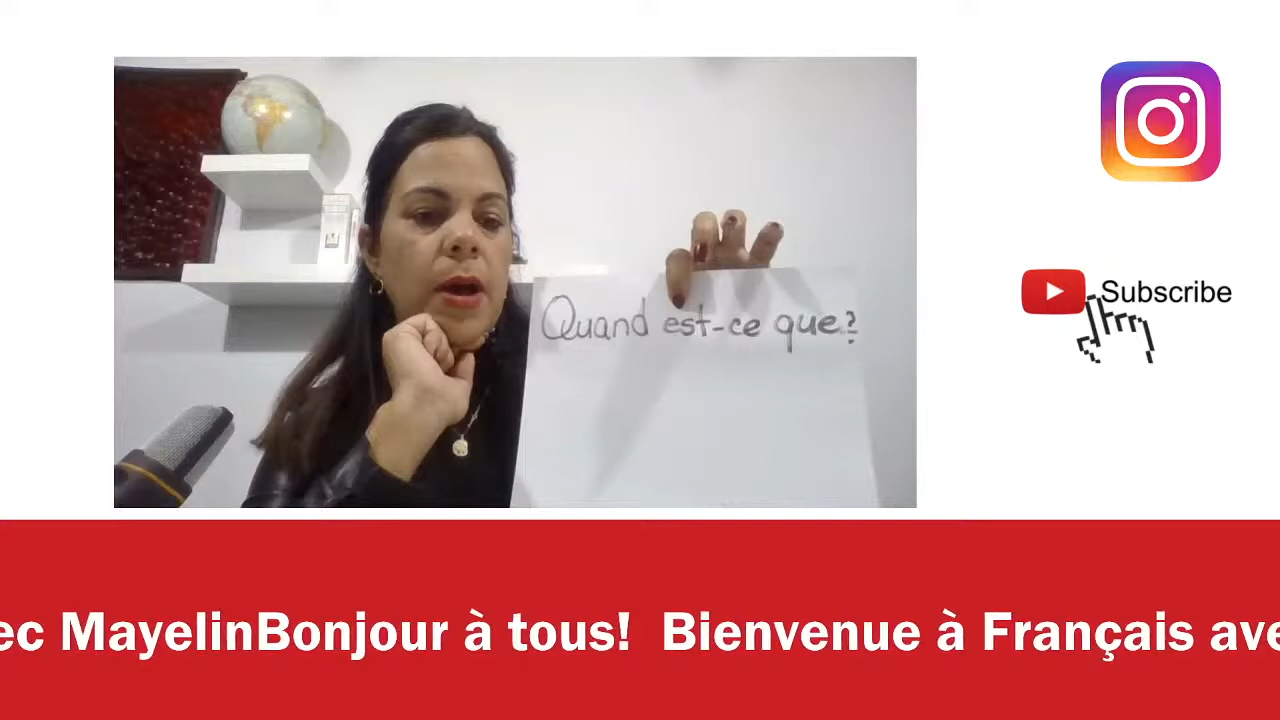 Quand est-ce que?
Subscribe
ec MayelinBonjour à tous!  Bienvenue à Français ave